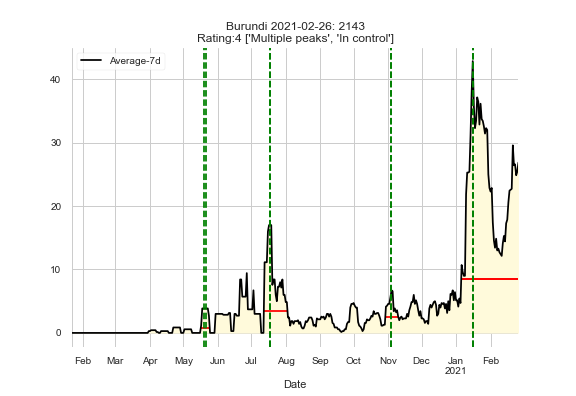 Burundi 2021-02-26: 2143
Rating:4 ['Multiple peaks', 'In control']
Average-7d
40
30
20
10
0
Feb Mar Apr May Jun Jul Aug Sep Oct Nov Dec Jan Feb
2021
Date